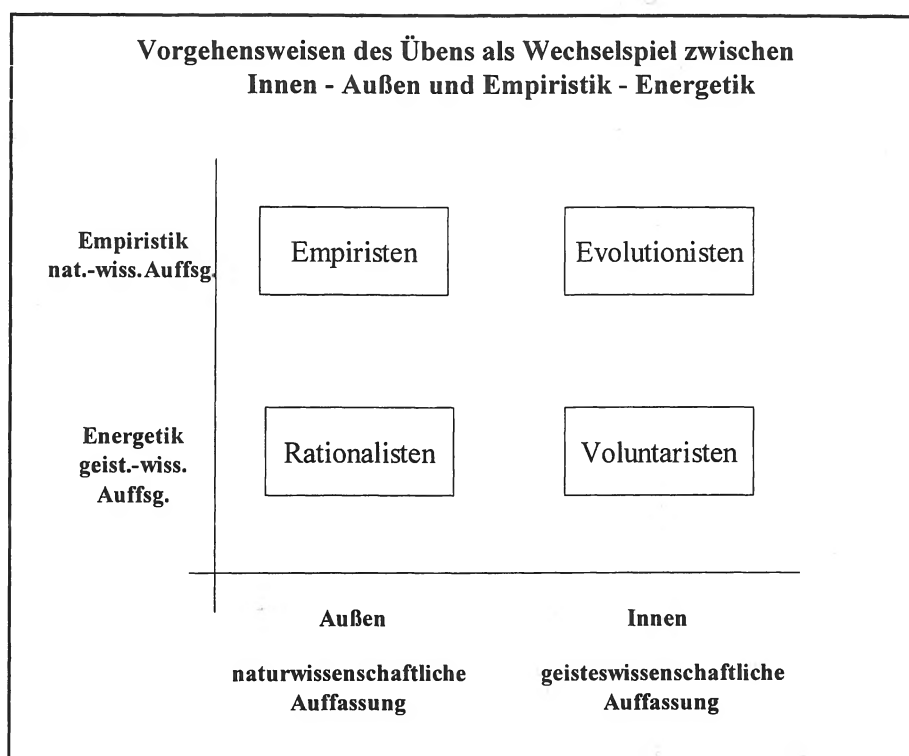 Vorgehensweisen des Übens als Wechselspiel zwischen
Innen - Außen und Empiristik - Energetik
Empiristik
nat.-wiss.Auffsg.
Empiristen
Evolutionisten
Energetik
geist.-wiss.
Auffsg.
Rationalisten
Voluntaristen
Außen
Innen
naturwissenschaftliche
Auffassung
geisteswissenschaftliche
Auffassung